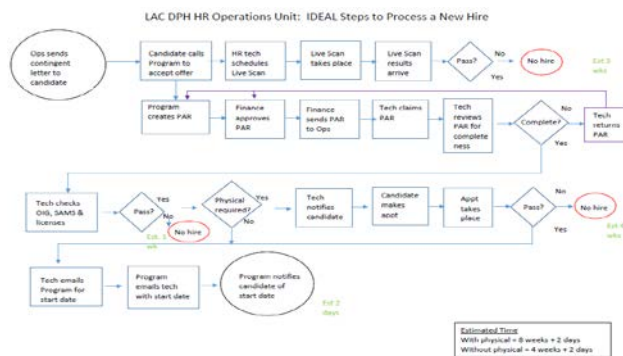 LAC DPH HR Operations Unit: IDEAL Steps to Process a New Hire
Ops sends
contingent
letter to
candidate
Candidate calls
Program to
accept offer
HR tech
schedules
Live Scan
Live Scan
takes place
Live Scan
results
arrive
Pass?
No
Yes
No hire
Est 3
wks
Program
creates PAR
Finance
approves
PAR
Finance
sends PAR
to Ops
Tech claims
PAR
Tech
reviews
PAR for
complete
ness
Complete?
No
Yes
Tech
returns
PAR
Tech checks
OIG, SAMS &
licenses
Pass?
Yes
No
No hire
Est. 1
wk
Physical
required?
Yes
No
Tech
notifies
candidate
Candidate
makes
appt
Appt
takes
place
Pass?
No
Yes
No hire
Est 4
wks
Tech emails
Program for
start date
Program
emails tech
with start date
Program notifies
candidate of
start date
Est 2
days
Estimated Time
With physical = 8 weeks + 2 days
Without physical = 4 weeks + 2 days